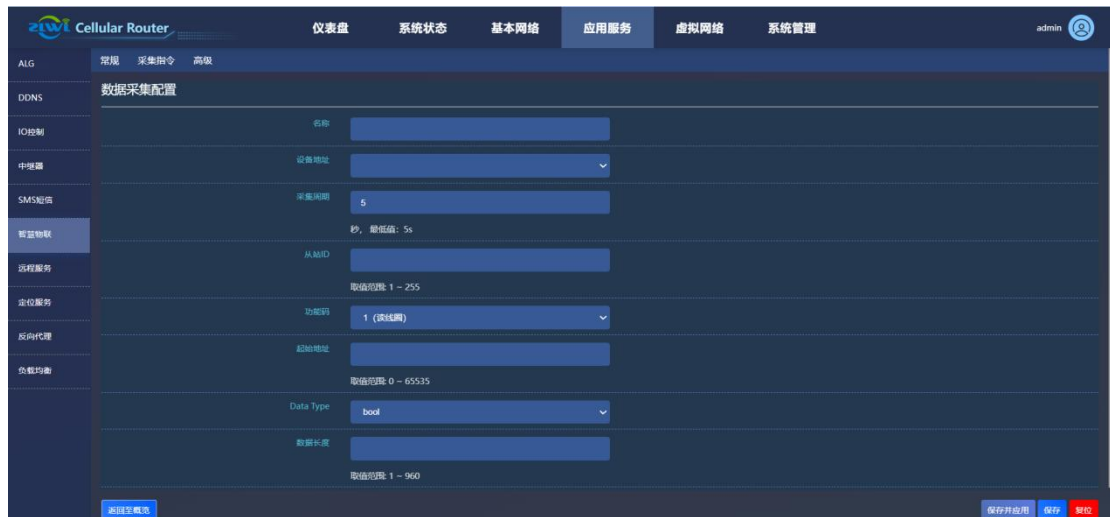 ZIWI Cellular Router 仪表盘 系统状态 基本网络 应用服务 虚拟网络 系统管理 admin
ALG
DDNS
IO控制
中继器
SMS短信
智慧物联
远程服务
定位服务
反向代理
负载均衡
常规 采集指令 高级
数据采集配置
名称
设备地址
采集周期 5
秒, 最低值: 5s
从站ID
取值范围: 1 ~ 255
功能码 1 (读线圈)
起始地址
取值范围: 0 ~ 65535
Data Type bool
数据长度
取值范围: 1 ~ 960
返回至概览 保存并应用 保存 复位